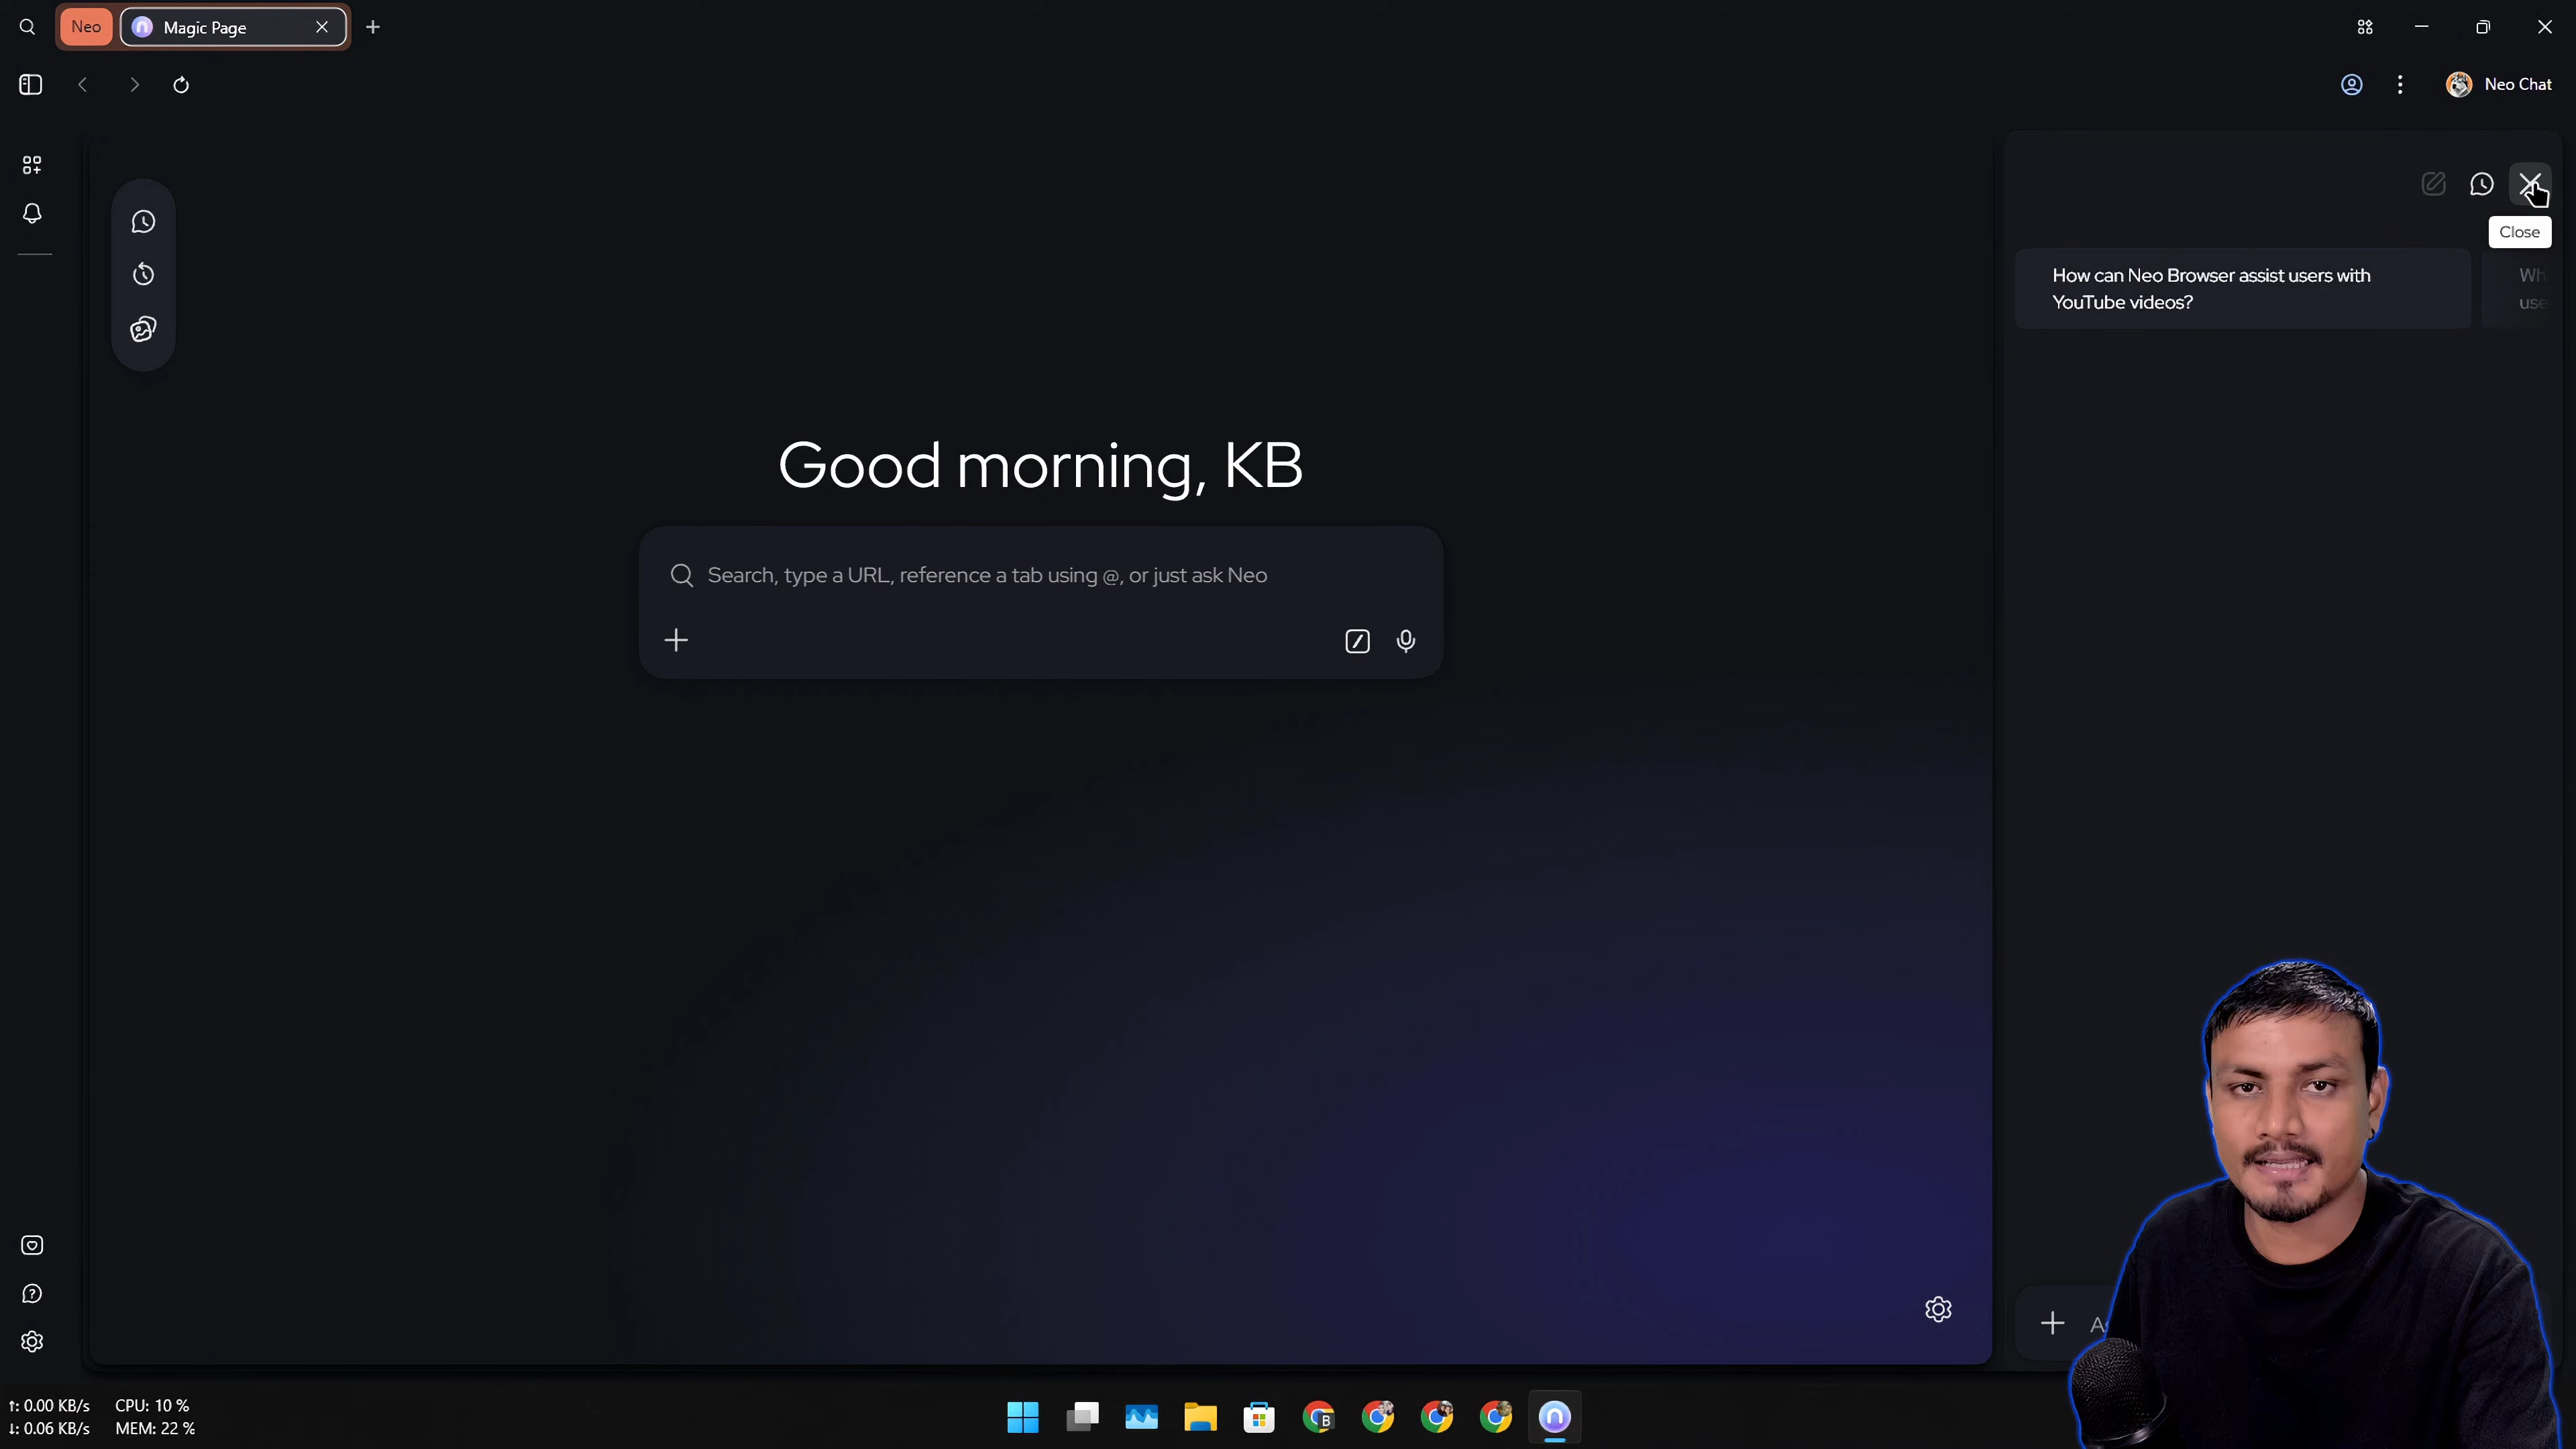 Neo
Magic Page
Neo Chat
Close
How can Neo Browser assist users with
YouTube videos?
Good morning, KB
Search, type a URL, reference a tab using @, or just ask Neo
↑: 0.00 KB/s
CPU: 10 %
↓: 0.06 KB/s
MEM: 22 %
B